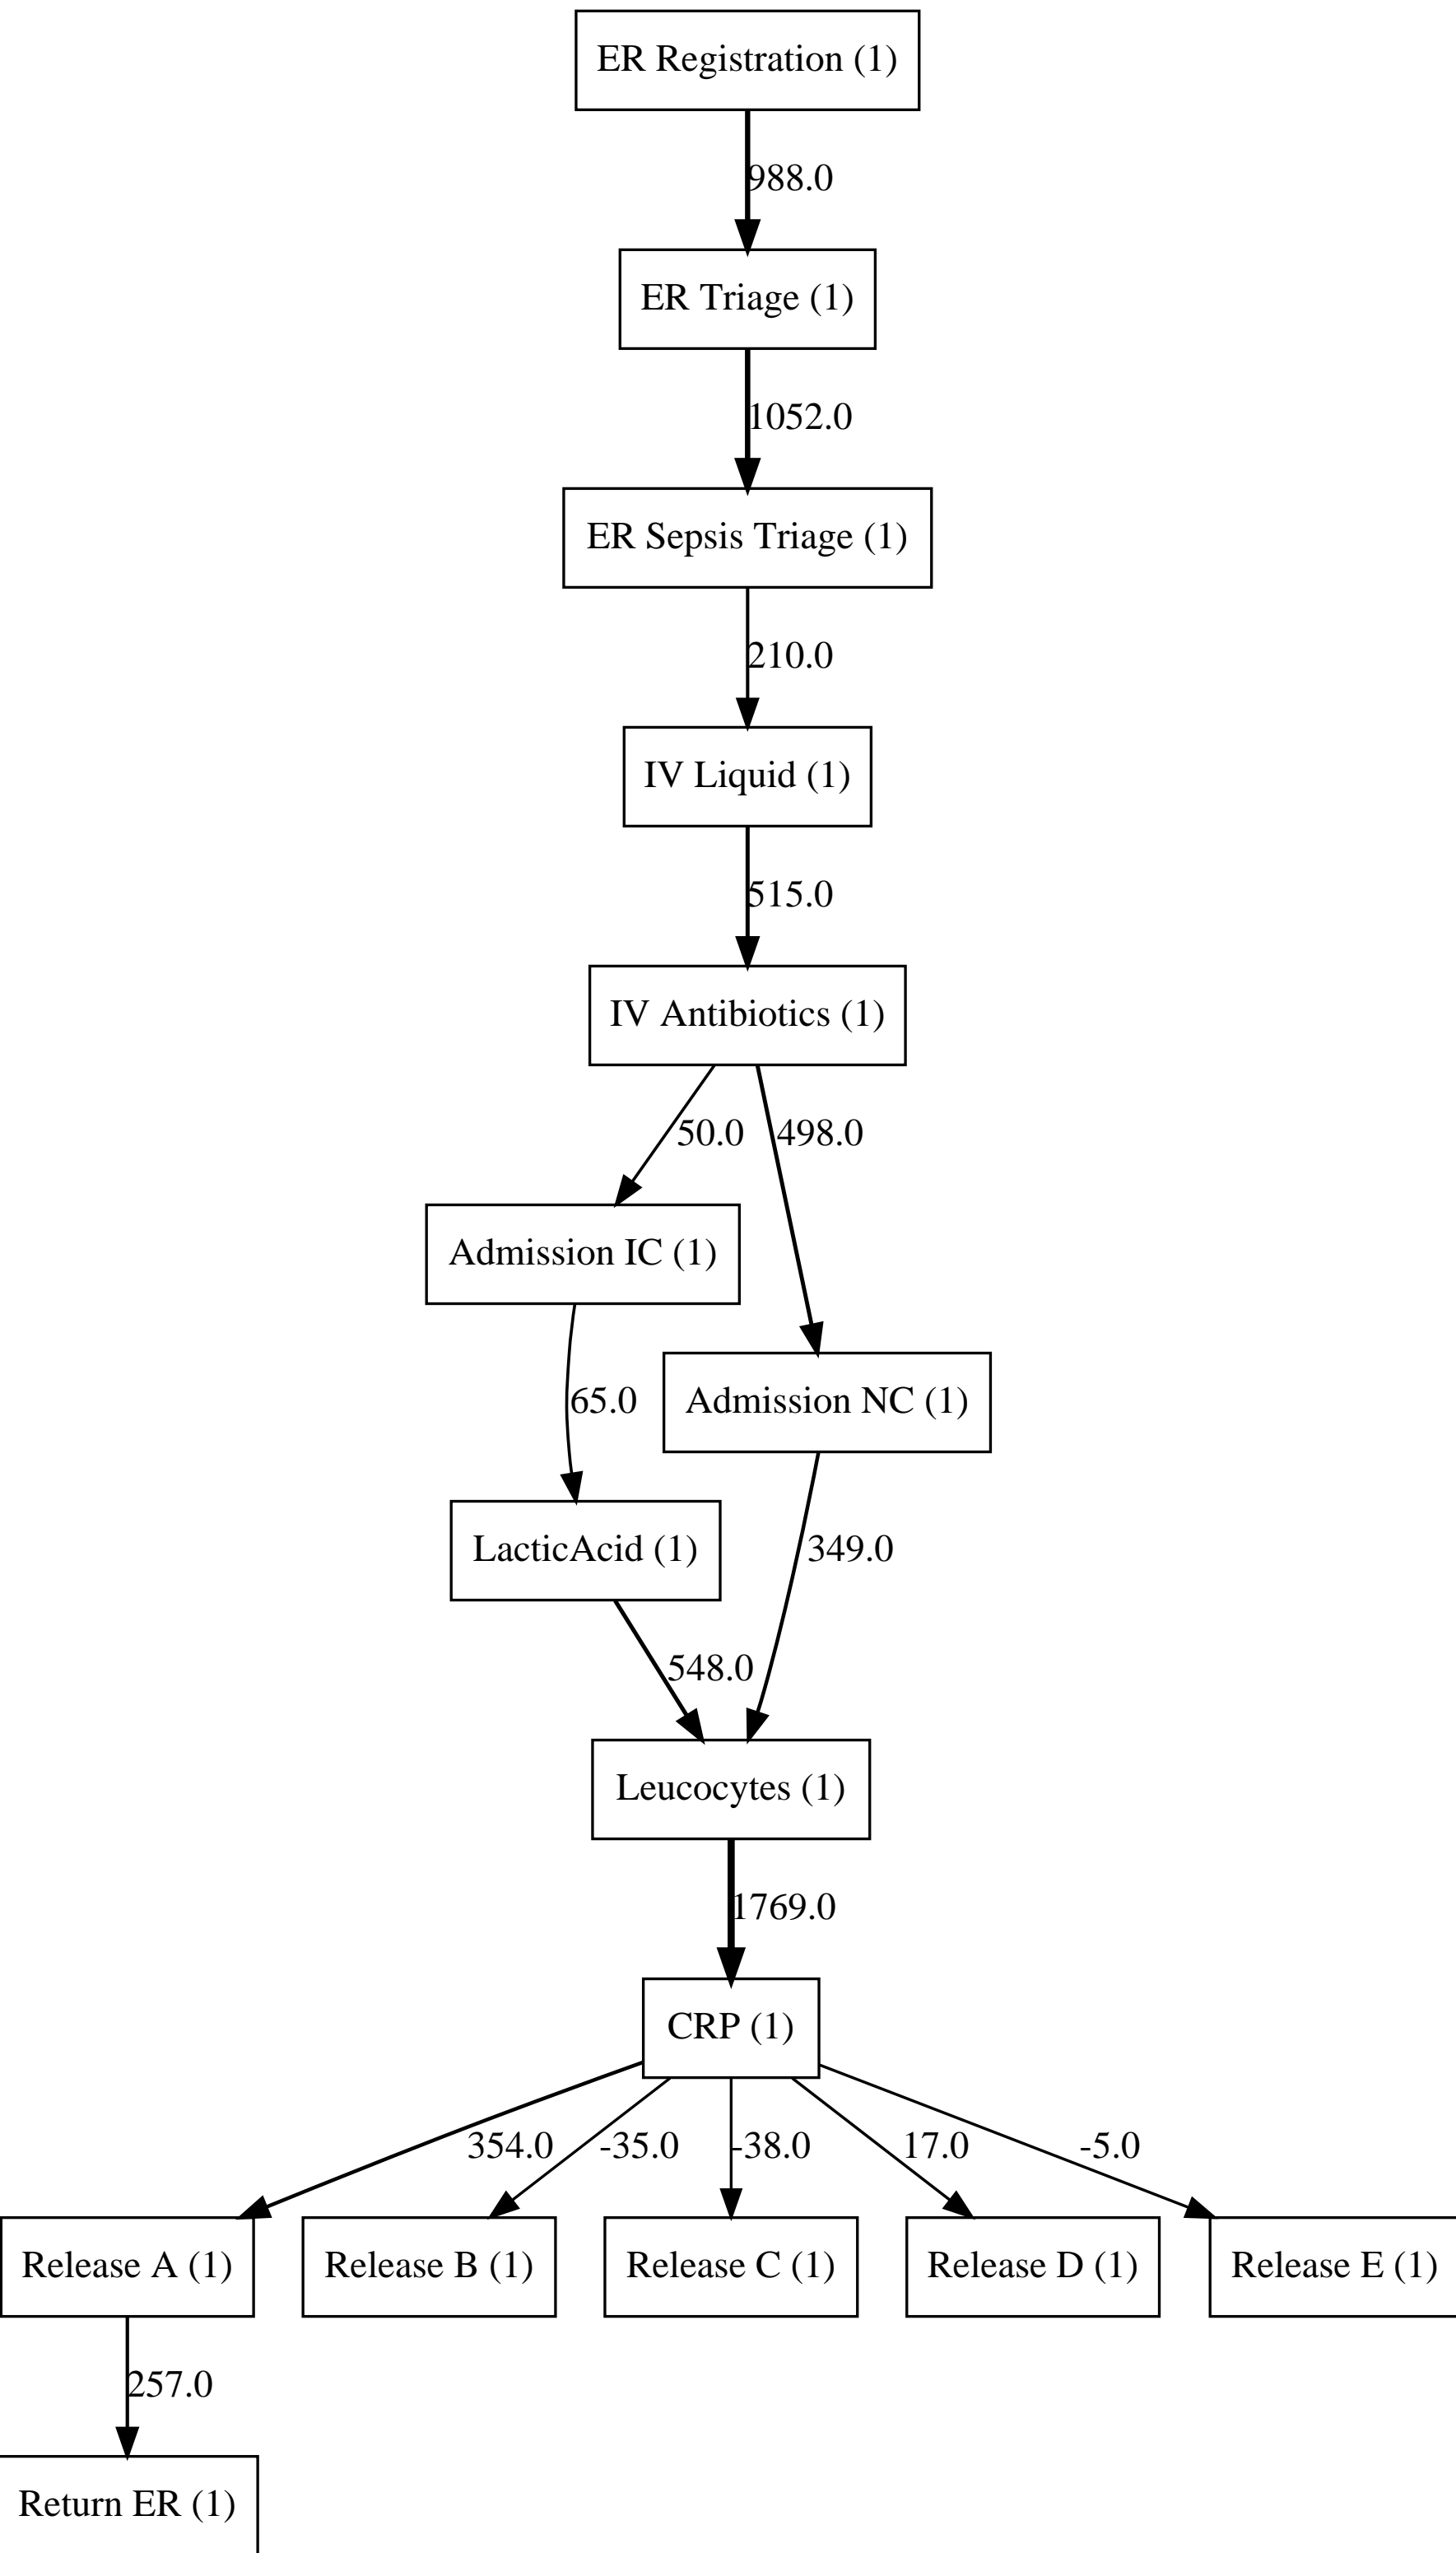 ER Registration (1)
988.0
ER Triage (1)
1052.0
ER Sepsis Triage (1)
210.0
IV Liquid (1)
515.0
IV Antibiotics (1)
50.0
498.0
Admission IC (1)
65.0
Admission NC (1)
LacticAcid (1)
349.0
548.0
Leucocytes (1)
1769.0
CRP (1)
354.0
-35.0
-38.0
17.0
-5.0
Release A (1)
Release B (1)
Release C (1)
Release D (1)
Release E (1)
257.0
Return ER (1)